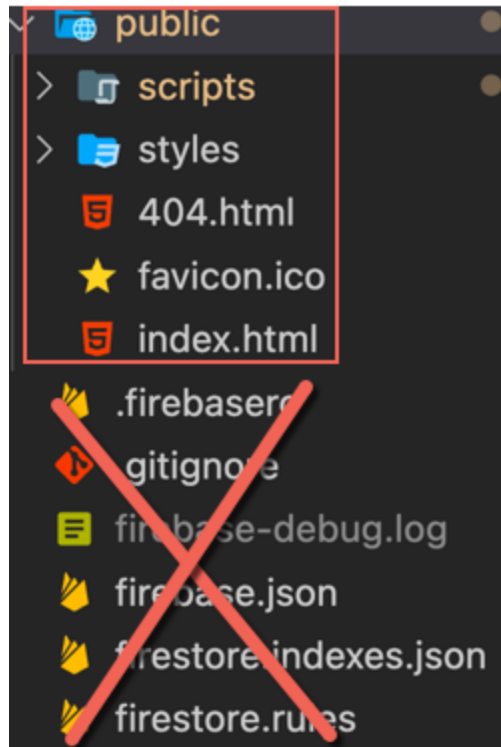 public
scripts
styles
404.html
favicon.ico
index.html
.firebaserc
.gitignore
firebase-debug.log
firebase.json
firestore.indexes.json
firestore.rules